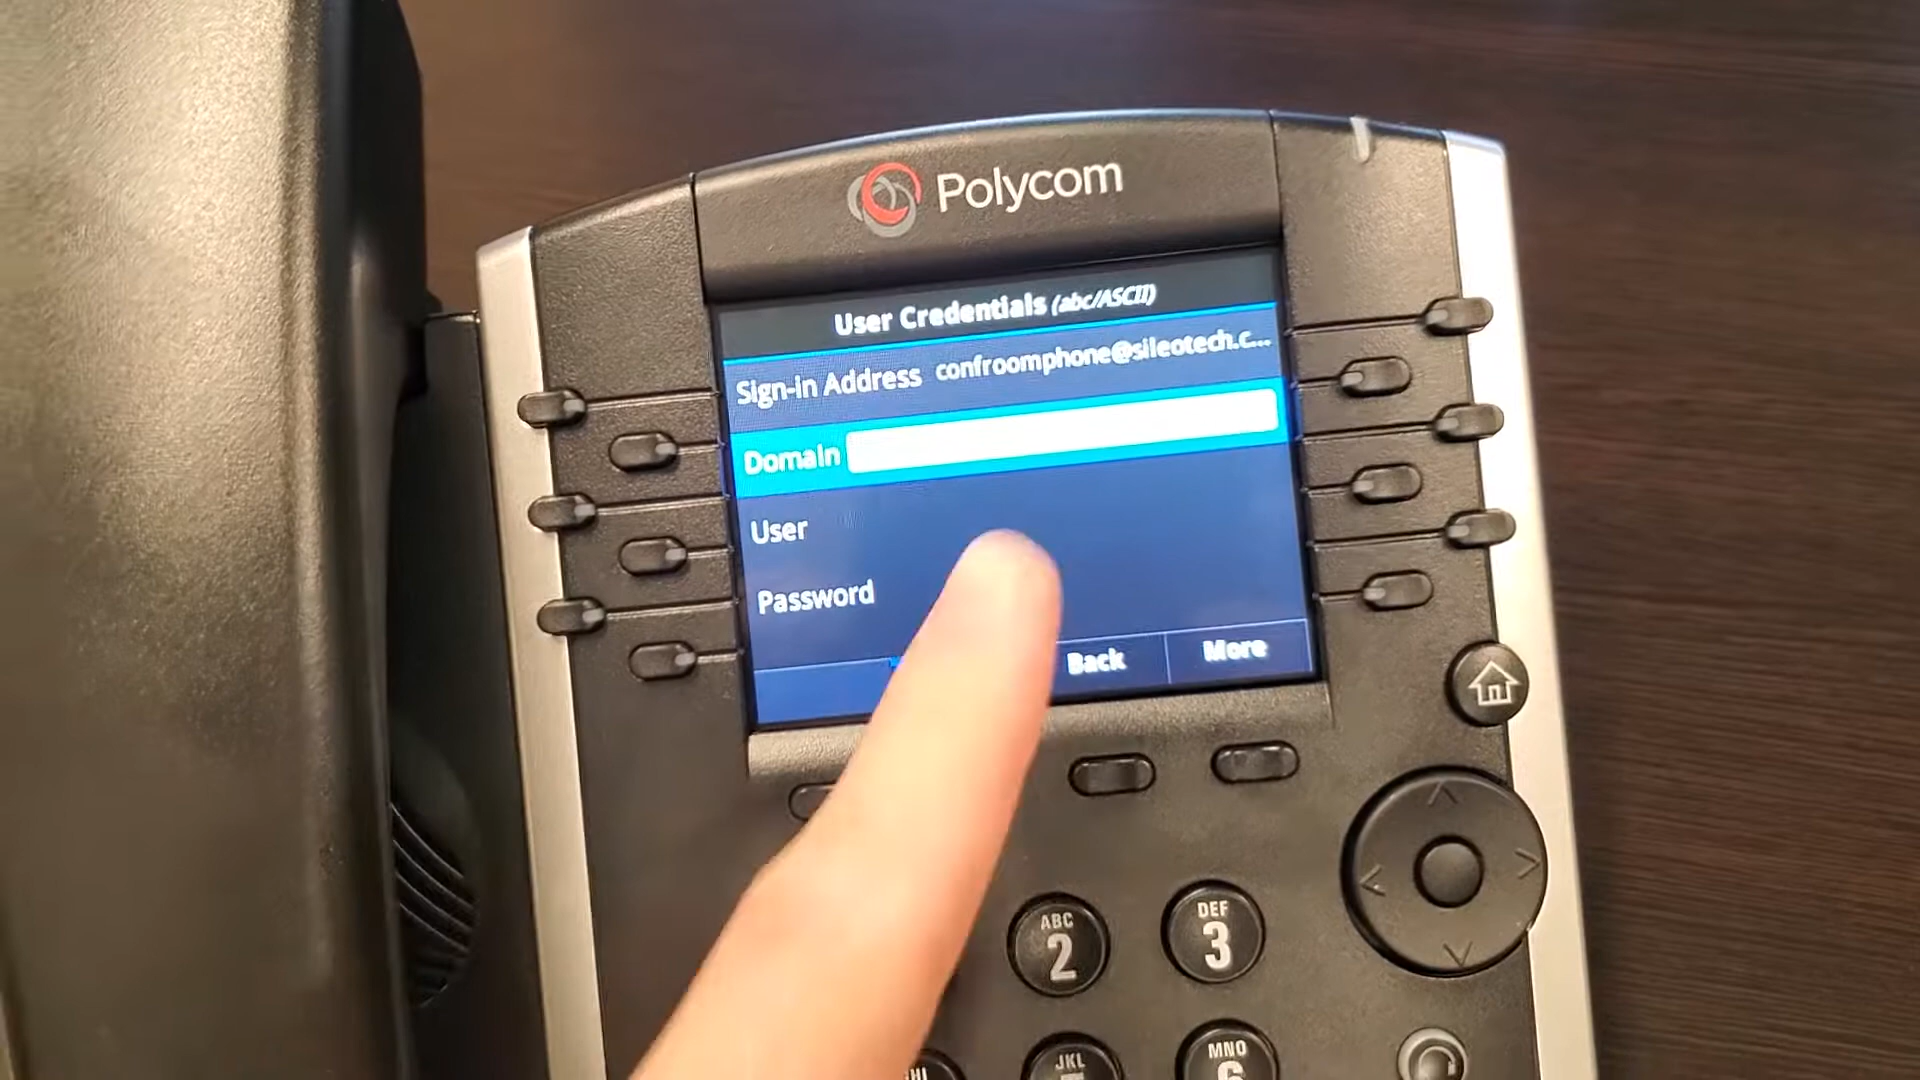 Polycom
User Credentials (abc/ASCII)
Sign-in Address confroomphone@sileotech.c...
Domain
User
Password
Back More
ABC DEF
2 3
JKL MNO